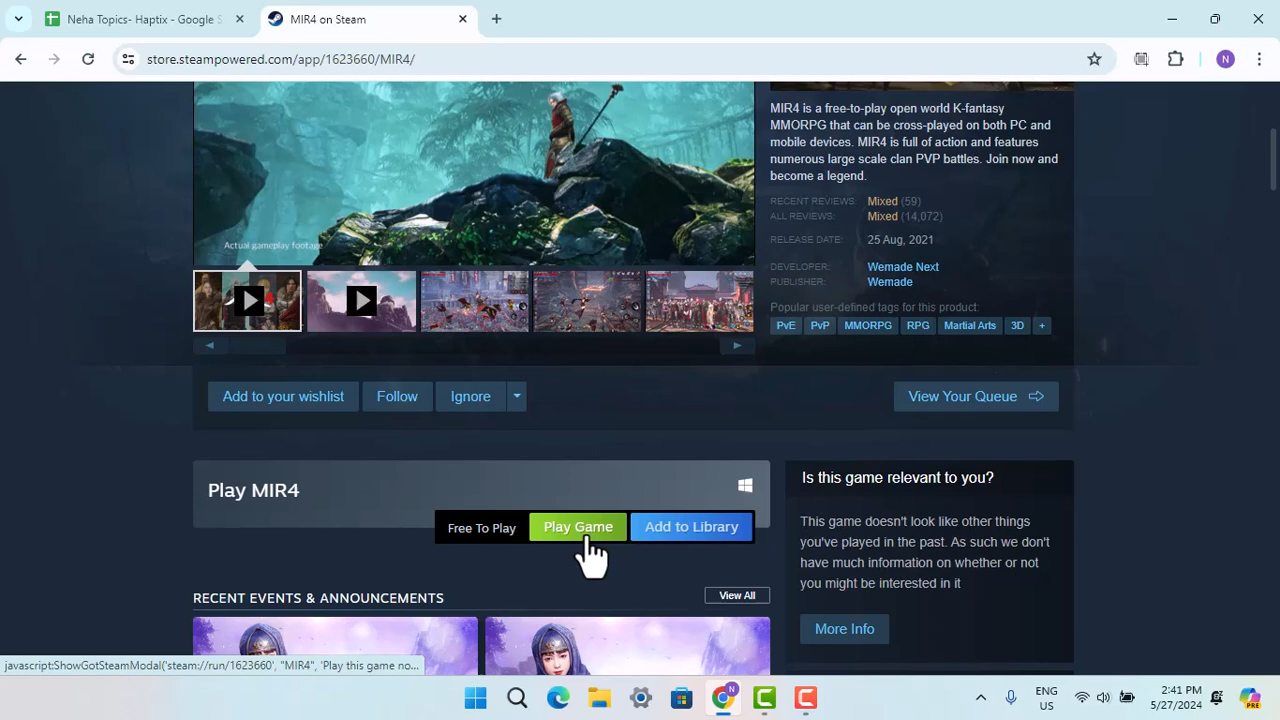 Neha Topics- Haptix - Google S
MIR4 on Steam
store.steampowered.com/app/1623660/MIR4/
N
Actual gameplay footage
MIR4 is a free-to-play open world K-fantasy
MMORPG that can be cross-played on both PC and
mobile devices. MIR4 is full of action and features
numerous large scale clan PVP battles. Join now and
become a legend.
RECENT REVIEWS: Mixed (59)
ALL REVIEWS: Mixed (14,072)
RELEASE DATE: 25 Aug, 2021
DEVELOPER: Wemade Next
PUBLISHER: Wemade
Popular user-defined tags for this product:
PvE PvP MMORPG RPG Martial Arts 3D +
Add to your wishlist Follow Ignore View Your Queue
Play MIR4
Free To Play Play Game Add to Library
Is this game relevant to you?
This game doesn't look like other things
you've played in the past. As such we don't
have much information on whether or not
you might be interested in it
More Info
RECENT EVENTS & ANNOUNCEMENTS View All
javascript:ShowGotSteamModal('steam://run/1623660', "MIR4", 'Play this game no...
N
ENG
US
2:41 PM
5/27/2024
PRE